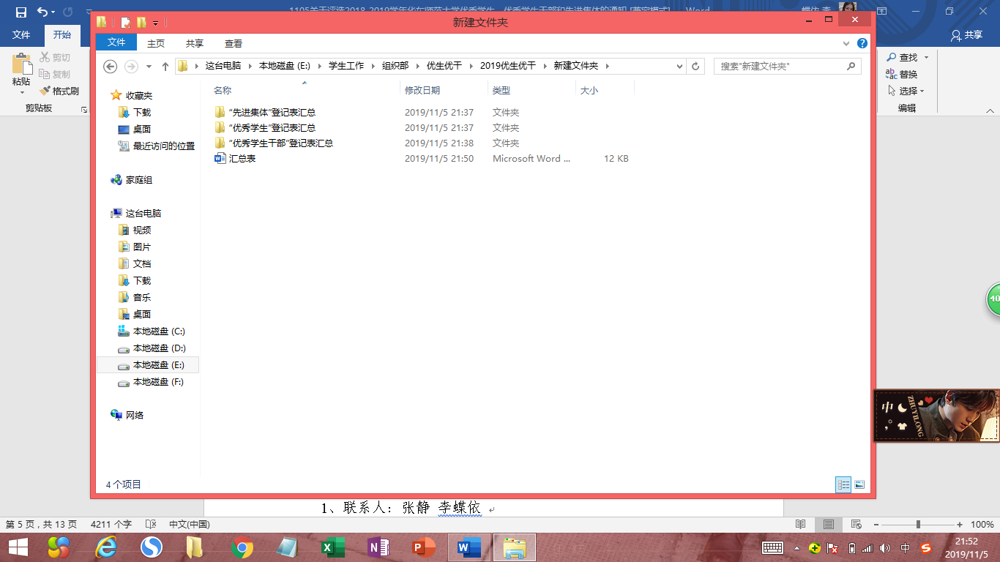 1105关于评选2018-2019学年华东师范大学优秀学生、优秀学生干部和先进集体的通知 [兼容模式] - Word
蝶依 李
新建文件夹
文件
开始
共享
文件
主页
共享
查看
剪切
复制
粘贴
格式刷
剪贴板
这台电脑
本地磁盘 (E:)
学生工作
组织部
优生优干
2019优生优干
新建文件夹
搜索"新建文件夹"
查找
替换
选择
编辑
名称
修改日期
类型
大小
“先进集体”登记表汇总 2019/11/5 21:37 文件夹
“优秀学生”登记表汇总 2019/11/5 21:37 文件夹
“优秀学生干部”登记表汇总 2019/11/5 21:38 文件夹
汇总表 2019/11/5 21:50 Microsoft Word ... 12 KB
收藏夹
下载
桌面
最近访问的位置
家庭组
这台电脑
视频
图片
文档
下载
音乐
桌面
本地磁盘 (C:)
本地磁盘 (D:)
本地磁盘 (E:)
本地磁盘 (F:)
网络
40
中
ZHUYILONG
4 个项目
1、联系人：张静 李蝶依
第 5 页，共 13 页
4211 个字
中文(中国)
100%
中
21:52
2019/11/5